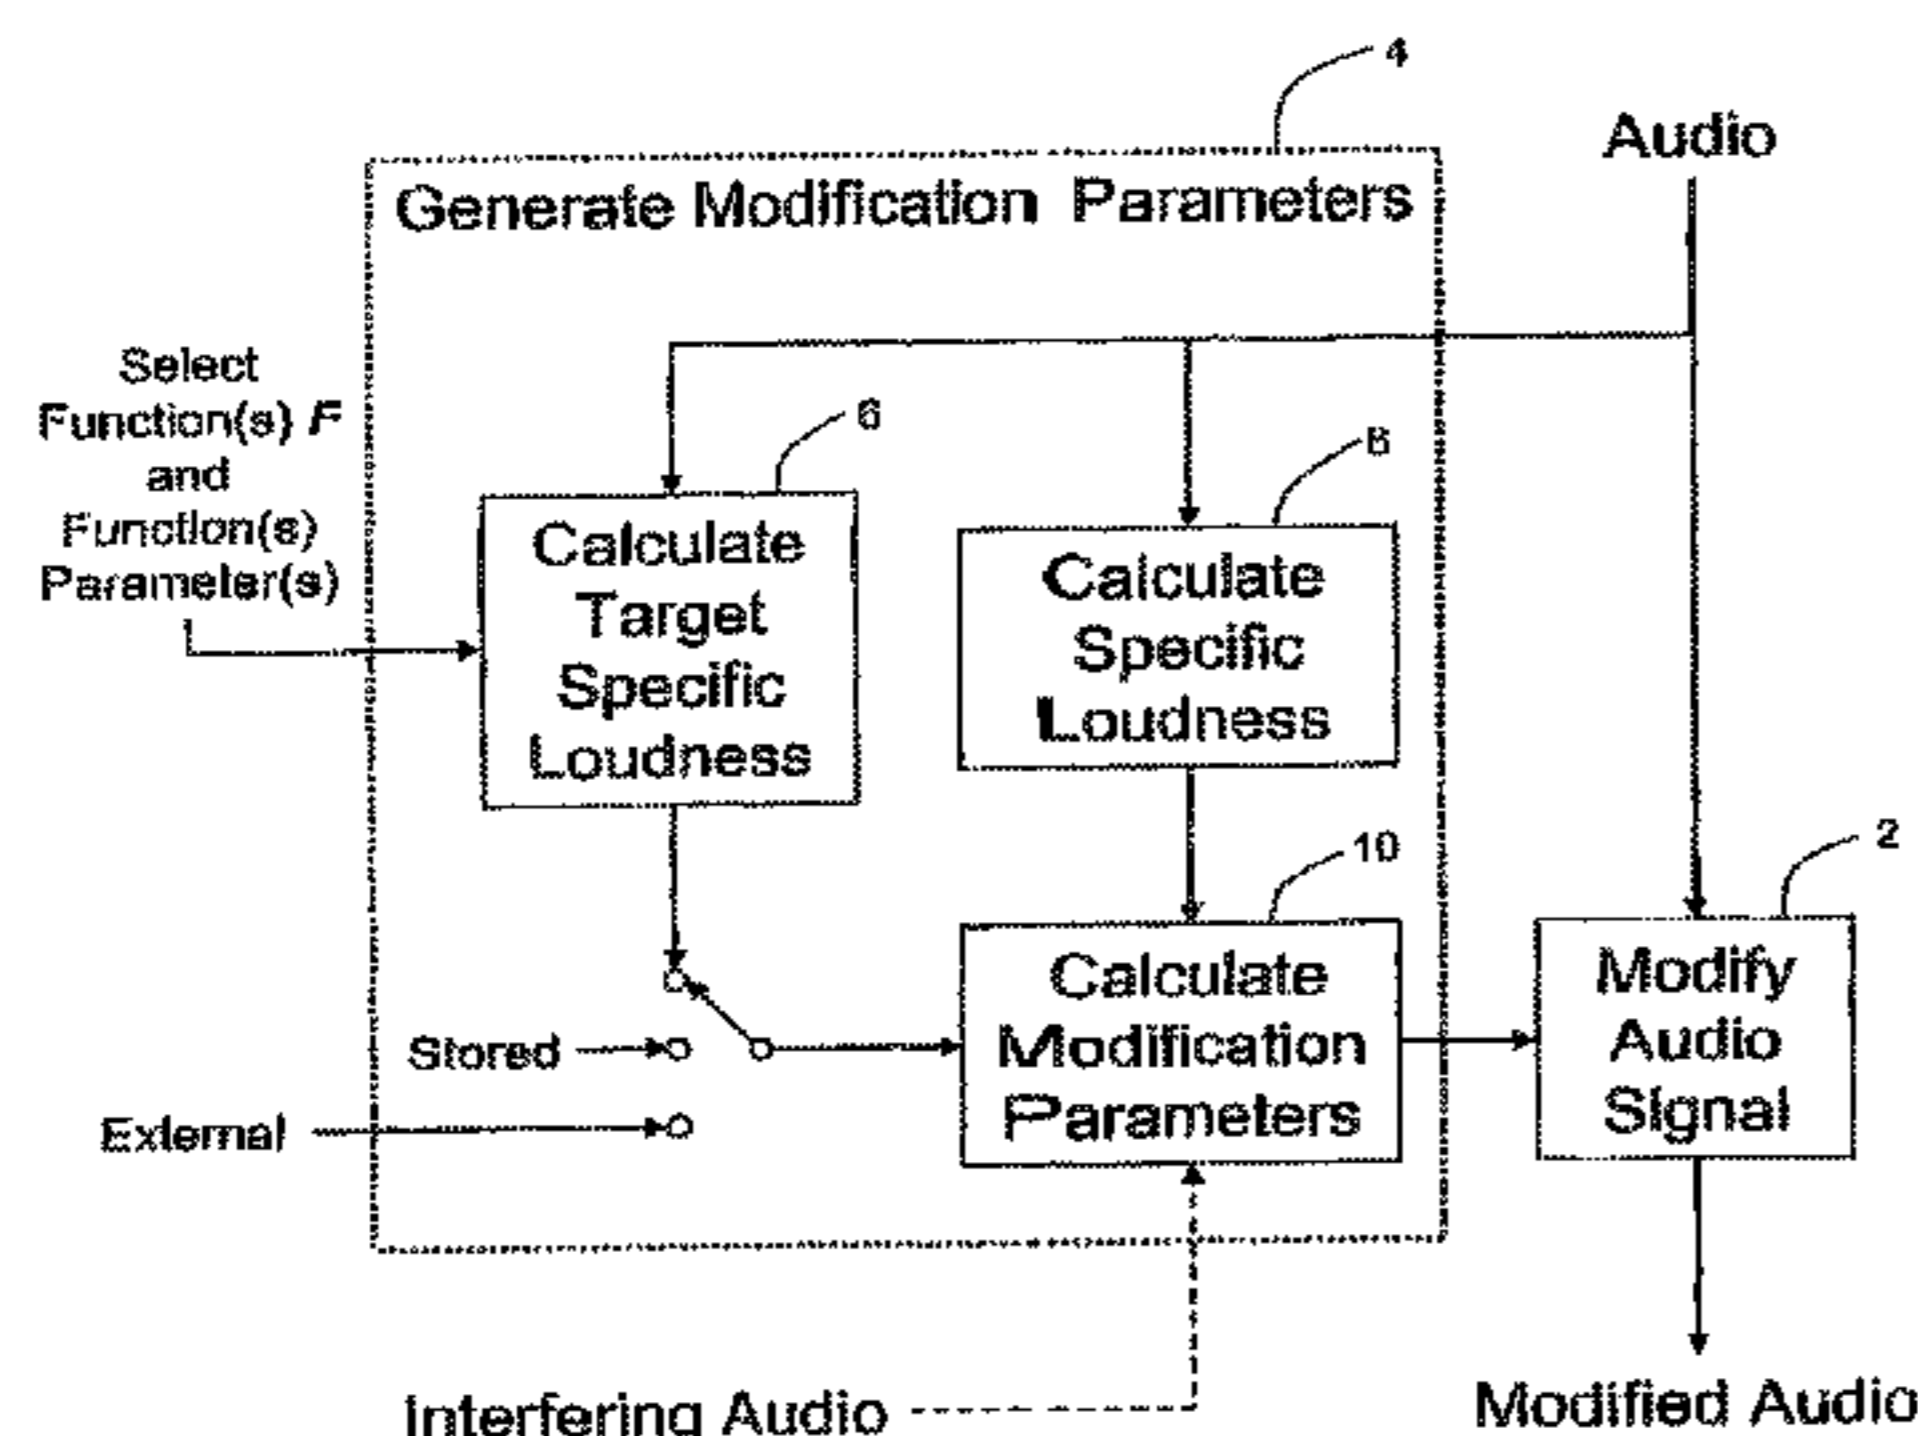 4
Audio
Generate Modification Parameters
Select
Function(s) F
and
Function(s)
Parameter(s)
6
Calculate
Target
Specific
Loudness
Calculate
Specific
Loudness
10
2
Calculate
Modification
Parameters
Modify
Audio
Signal
Stored
External
Interfering Audio
Modified Audio